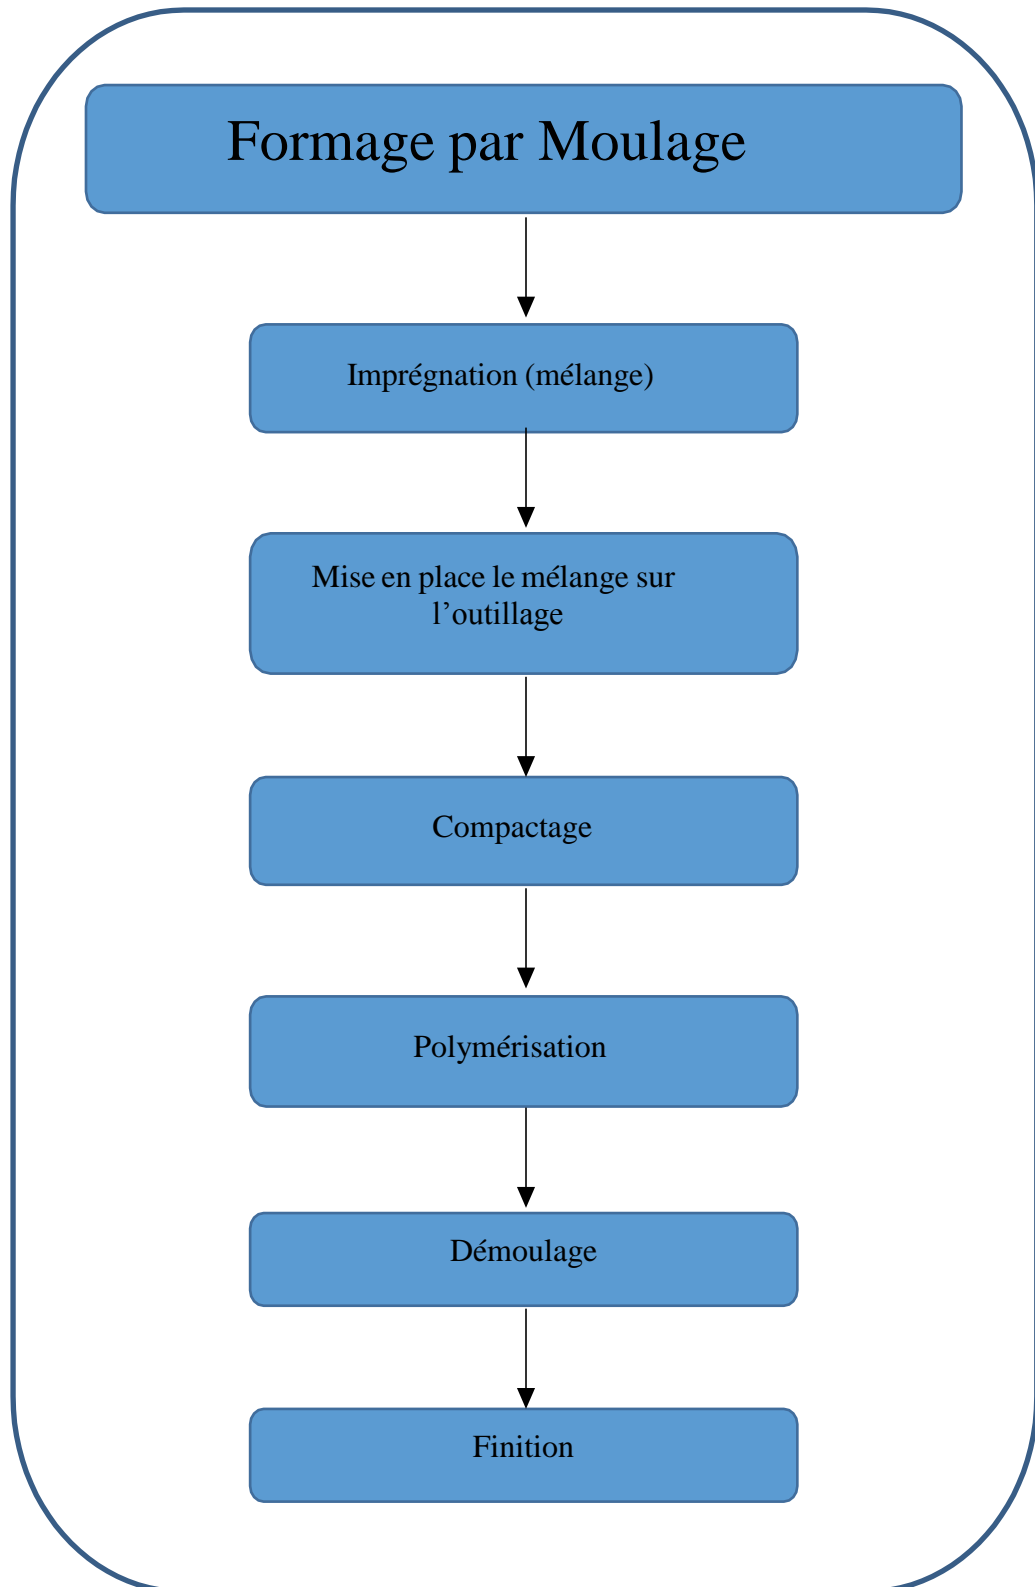 Formage par Moulage
Imprégnation (mélange)
Mise en place le mélange sur
l’outillage
Compactage
Polymérisation
Démoulage
Finition